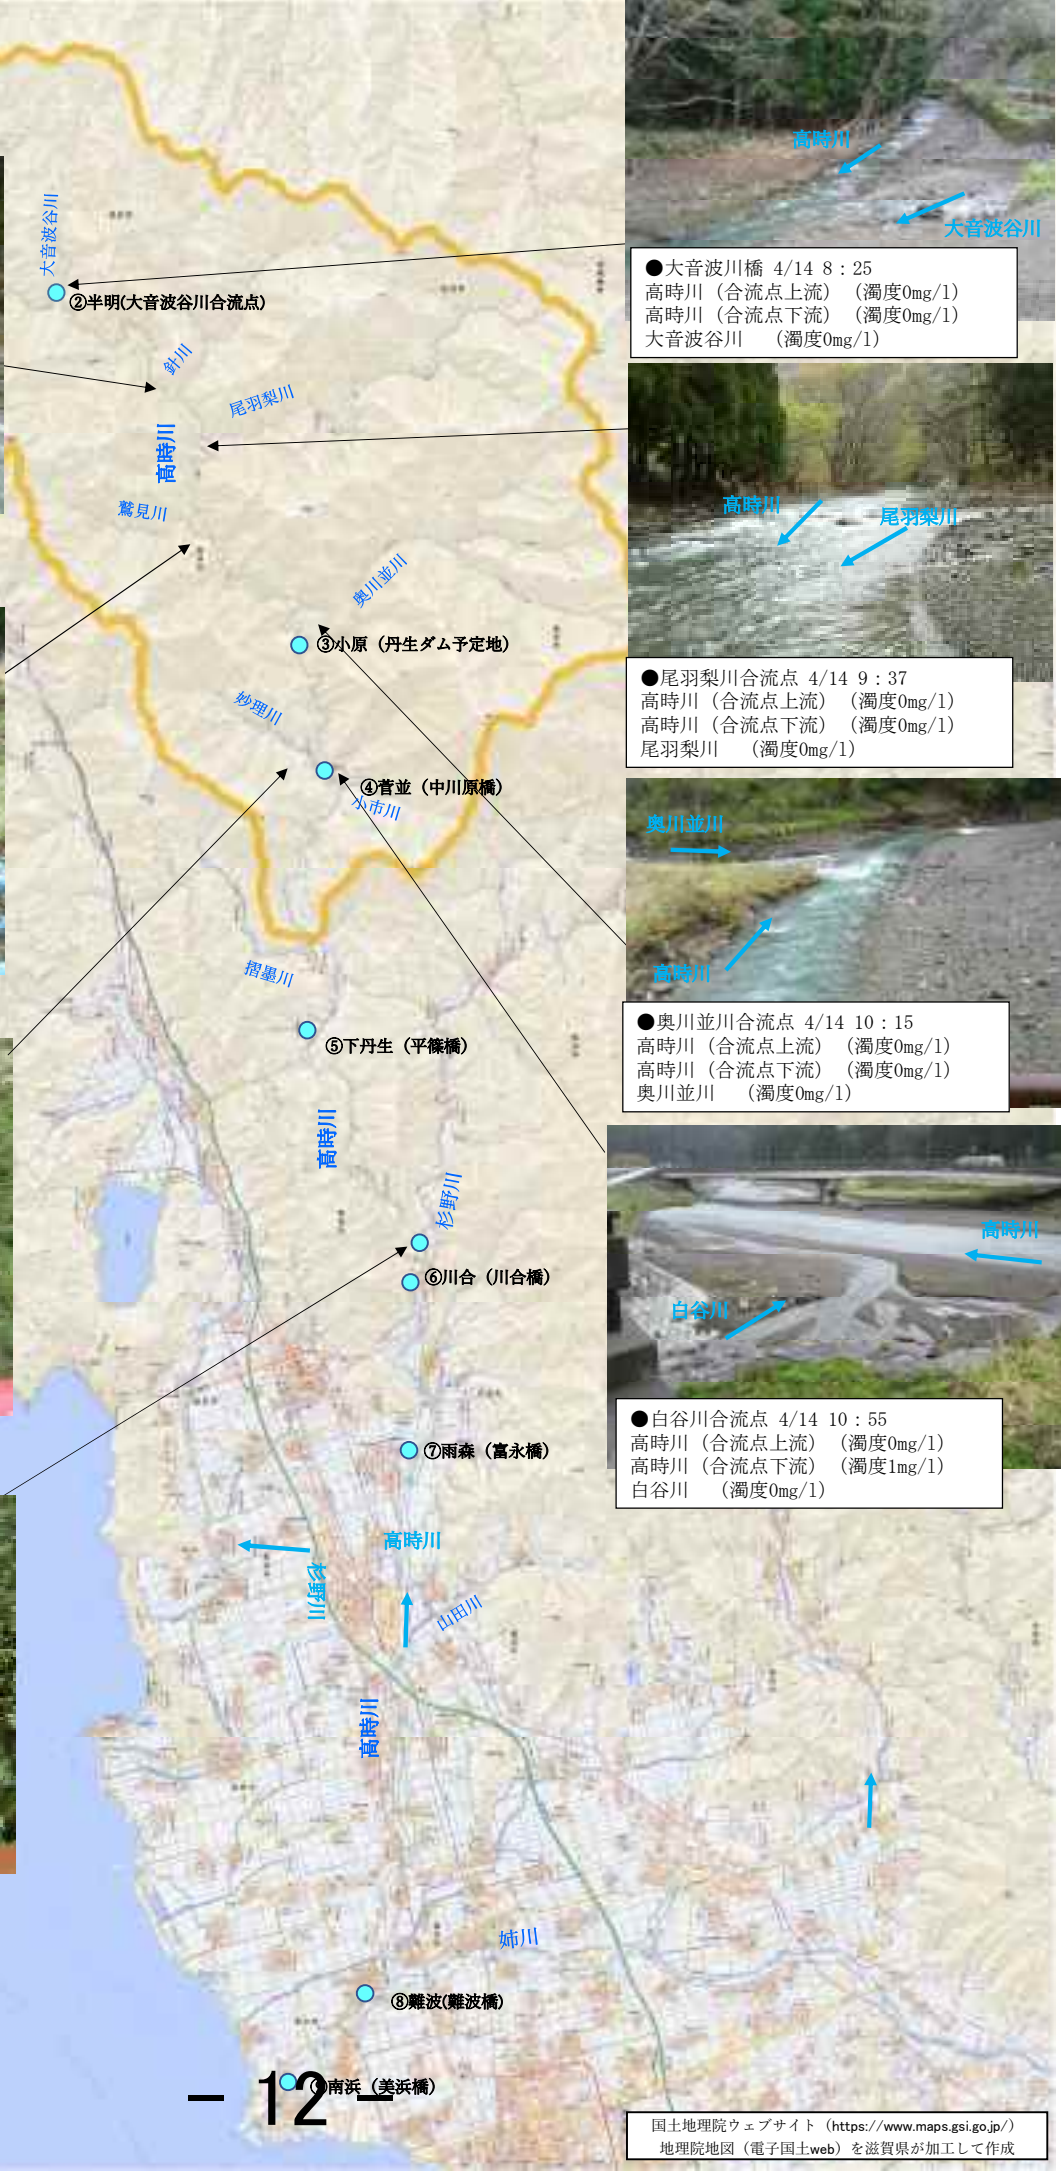 高時川
大音波谷川
●大音波川橋 4/14 8：25
高時川（合流点上流）（濁度0mg/l）
高時川（合流点下流）（濁度0mg/l）
大音波谷川　（濁度0mg/l）
大音波谷川
②半明(大音波谷川合流点)
針川
尾羽梨川
高時川
鷲見川
高時川
尾羽梨川
●尾羽梨川合流点 4/14 9：37
高時川（合流点上流）（濁度0mg/l）
高時川（合流点下流）（濁度0mg/l）
尾羽梨川　（濁度0mg/l）
奥川並川
③小原（丹生ダム予定地）
妙理川
④菅並（中川原橋）
小市川
奥川並川
高時川
●奥川並川合流点 4/14 10：15
高時川（合流点上流）（濁度0mg/l）
高時川（合流点下流）（濁度0mg/l）
奥川並川　（濁度0mg/l）
摺墨川
⑤下丹生（平篠橋）
高時川
杉野川
⑥川合（川合橋）
高時川
白谷川
●白谷川合流点 4/14 10：55
高時川（合流点上流）（濁度0mg/l）
高時川（合流点下流）（濁度1mg/l）
白谷川　（濁度0mg/l）
⑦雨森（富永橋）
高時川
杉野川
山田川
高時川
姉川
⑧難波(難波橋)
⑨南浜（美浜橋）
－ 12 －
国土地理院ウェブサイト（https://www.maps.gsi.go.jp/）
地理院地図（電子国土web）を滋賀県が加工して作成